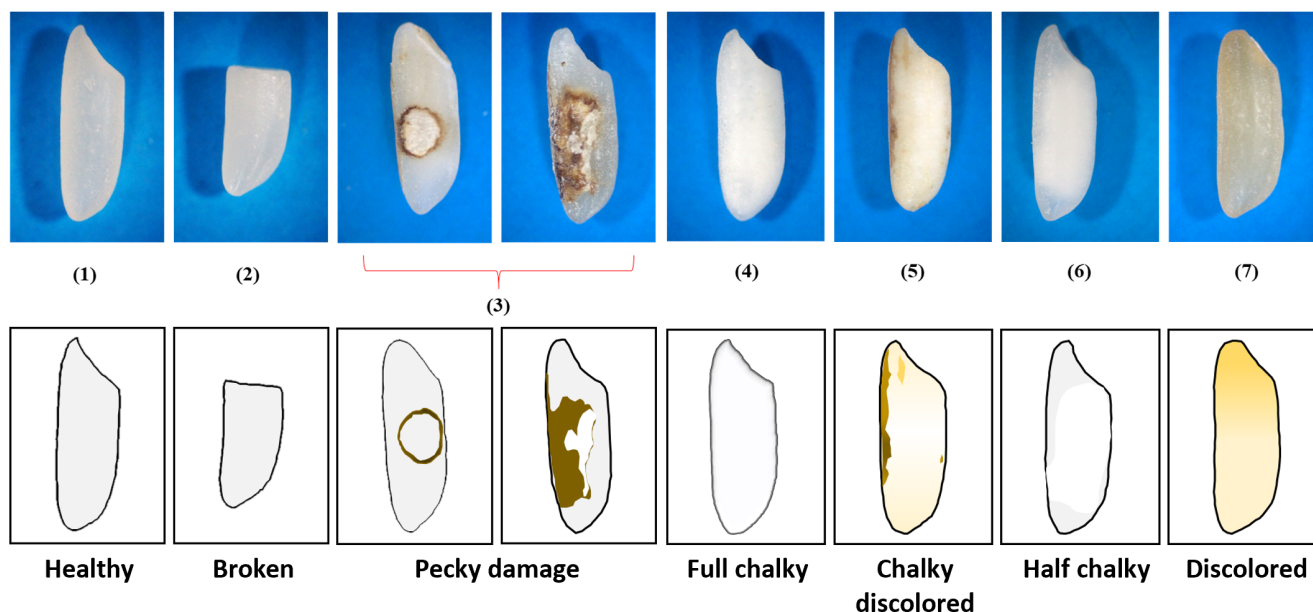 (1)
(2)
(3)
(4)
(5)
(6)
(7)
Healthy
Broken
Pecky damage
Full chalky
Chalky
discolored
Half chalky
Discolored